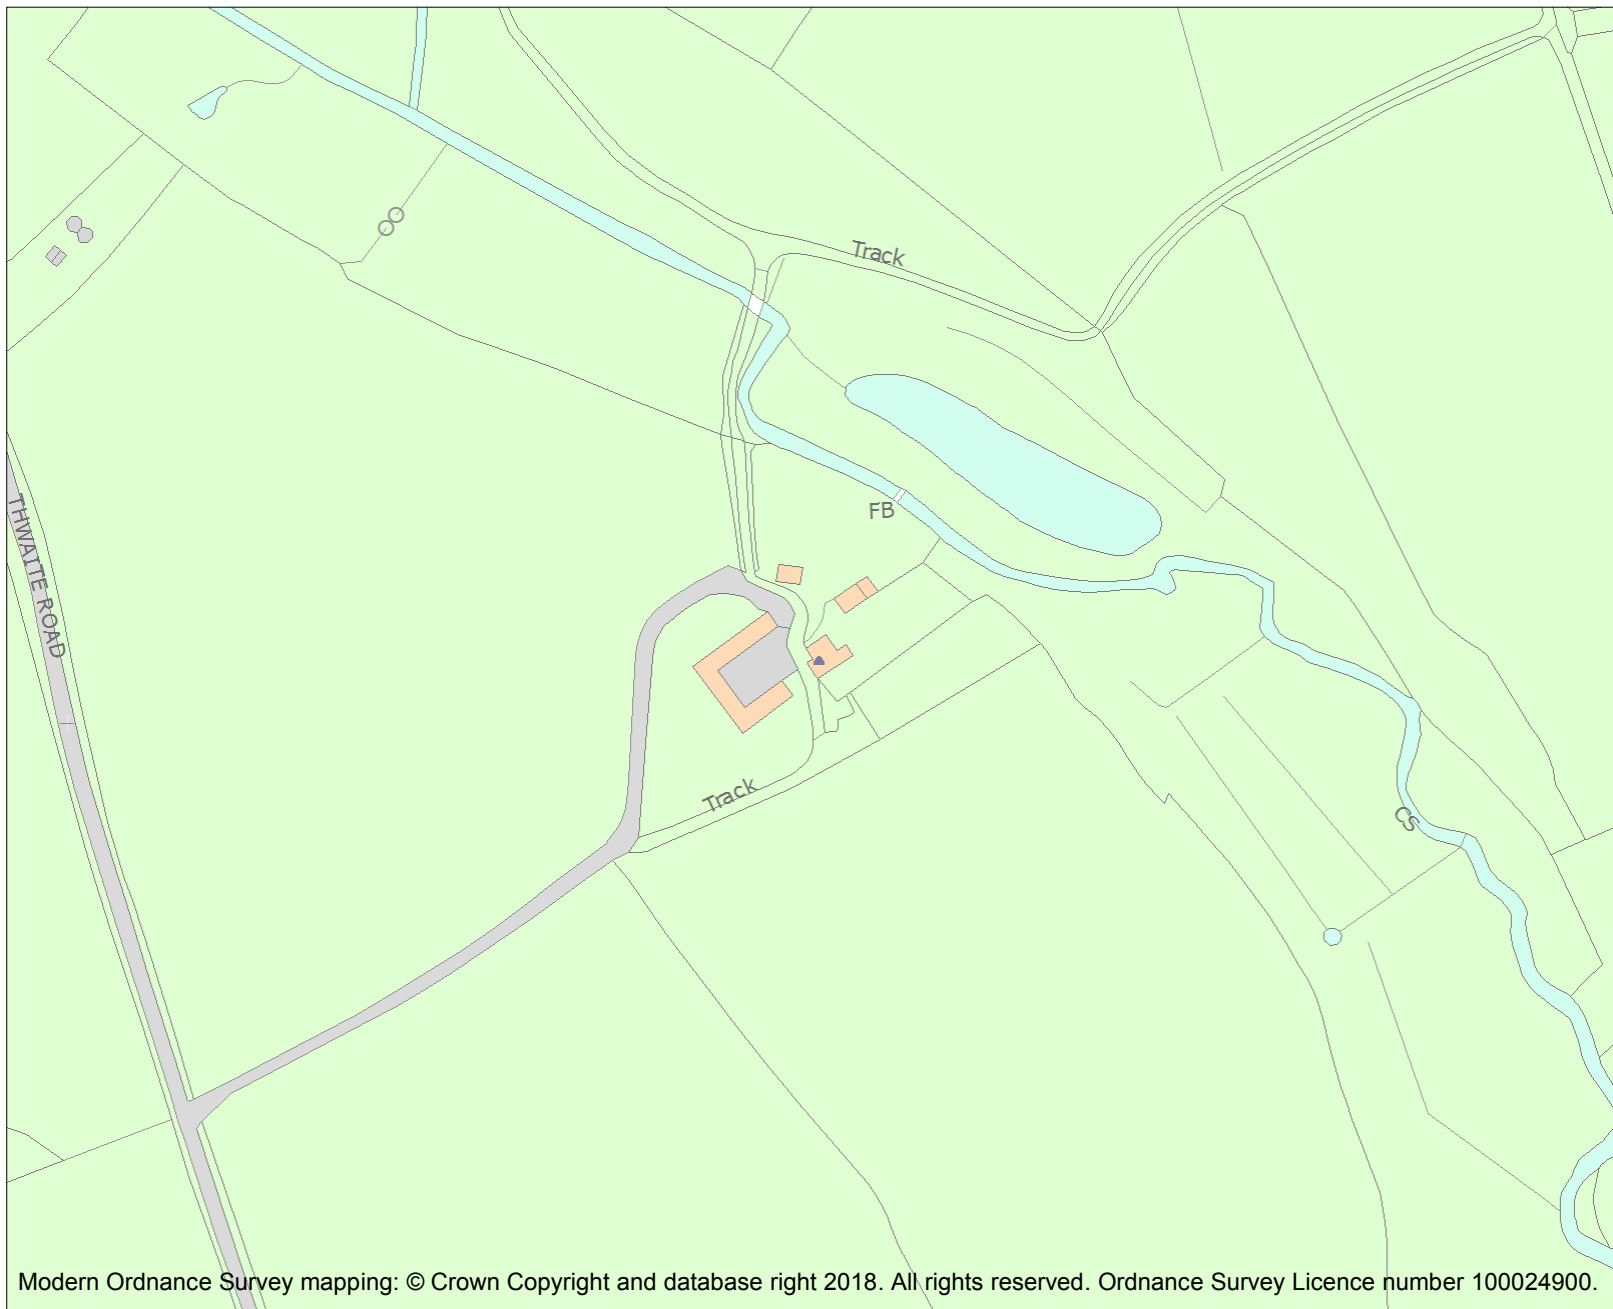 Track
THWAITE ROAD
FB
Track
CS
Modern Ordnance Survey mapping: © Crown Copyright and database right 2018. All rights reserved. Ordnance Survey Licence number 100024900.